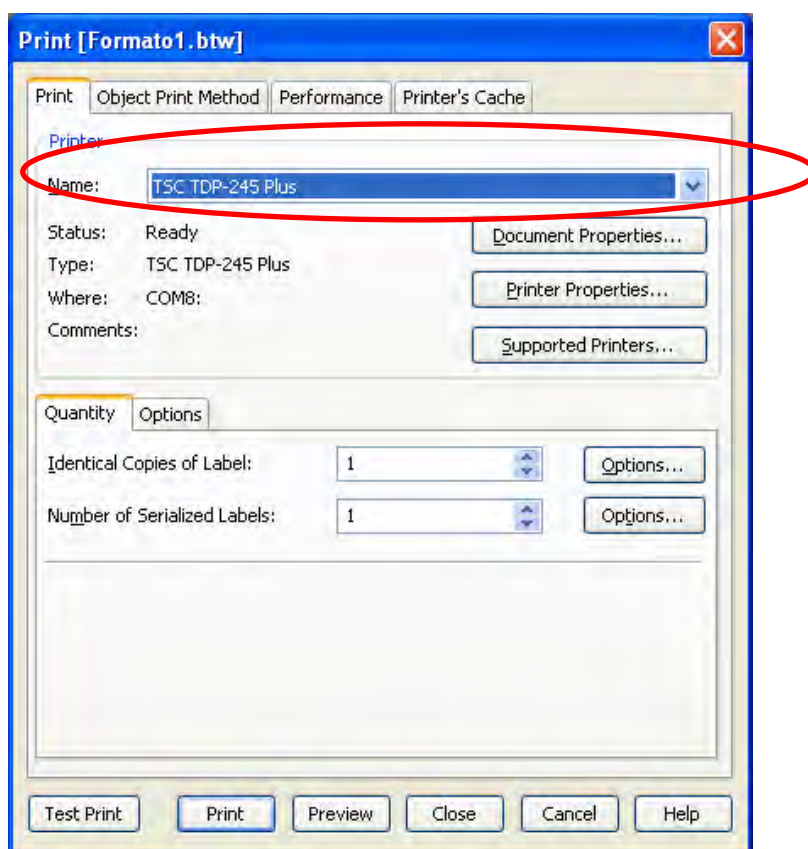 Print [Formato1.btw]
Print Object Print Method Performance Printer's Cache
Printer
Name: TSC TDP-245 Plus
Status: Ready Document Properties...
Type: TSC TDP-245 Plus
Where: COM8: Printer Properties...
Comments:
Supported Printers...
Quantity Options
Identical Copies of Label: 1 Options...
Number of Serialized Labels: 1 Options...
Test Print Print Preview Close Cancel Help